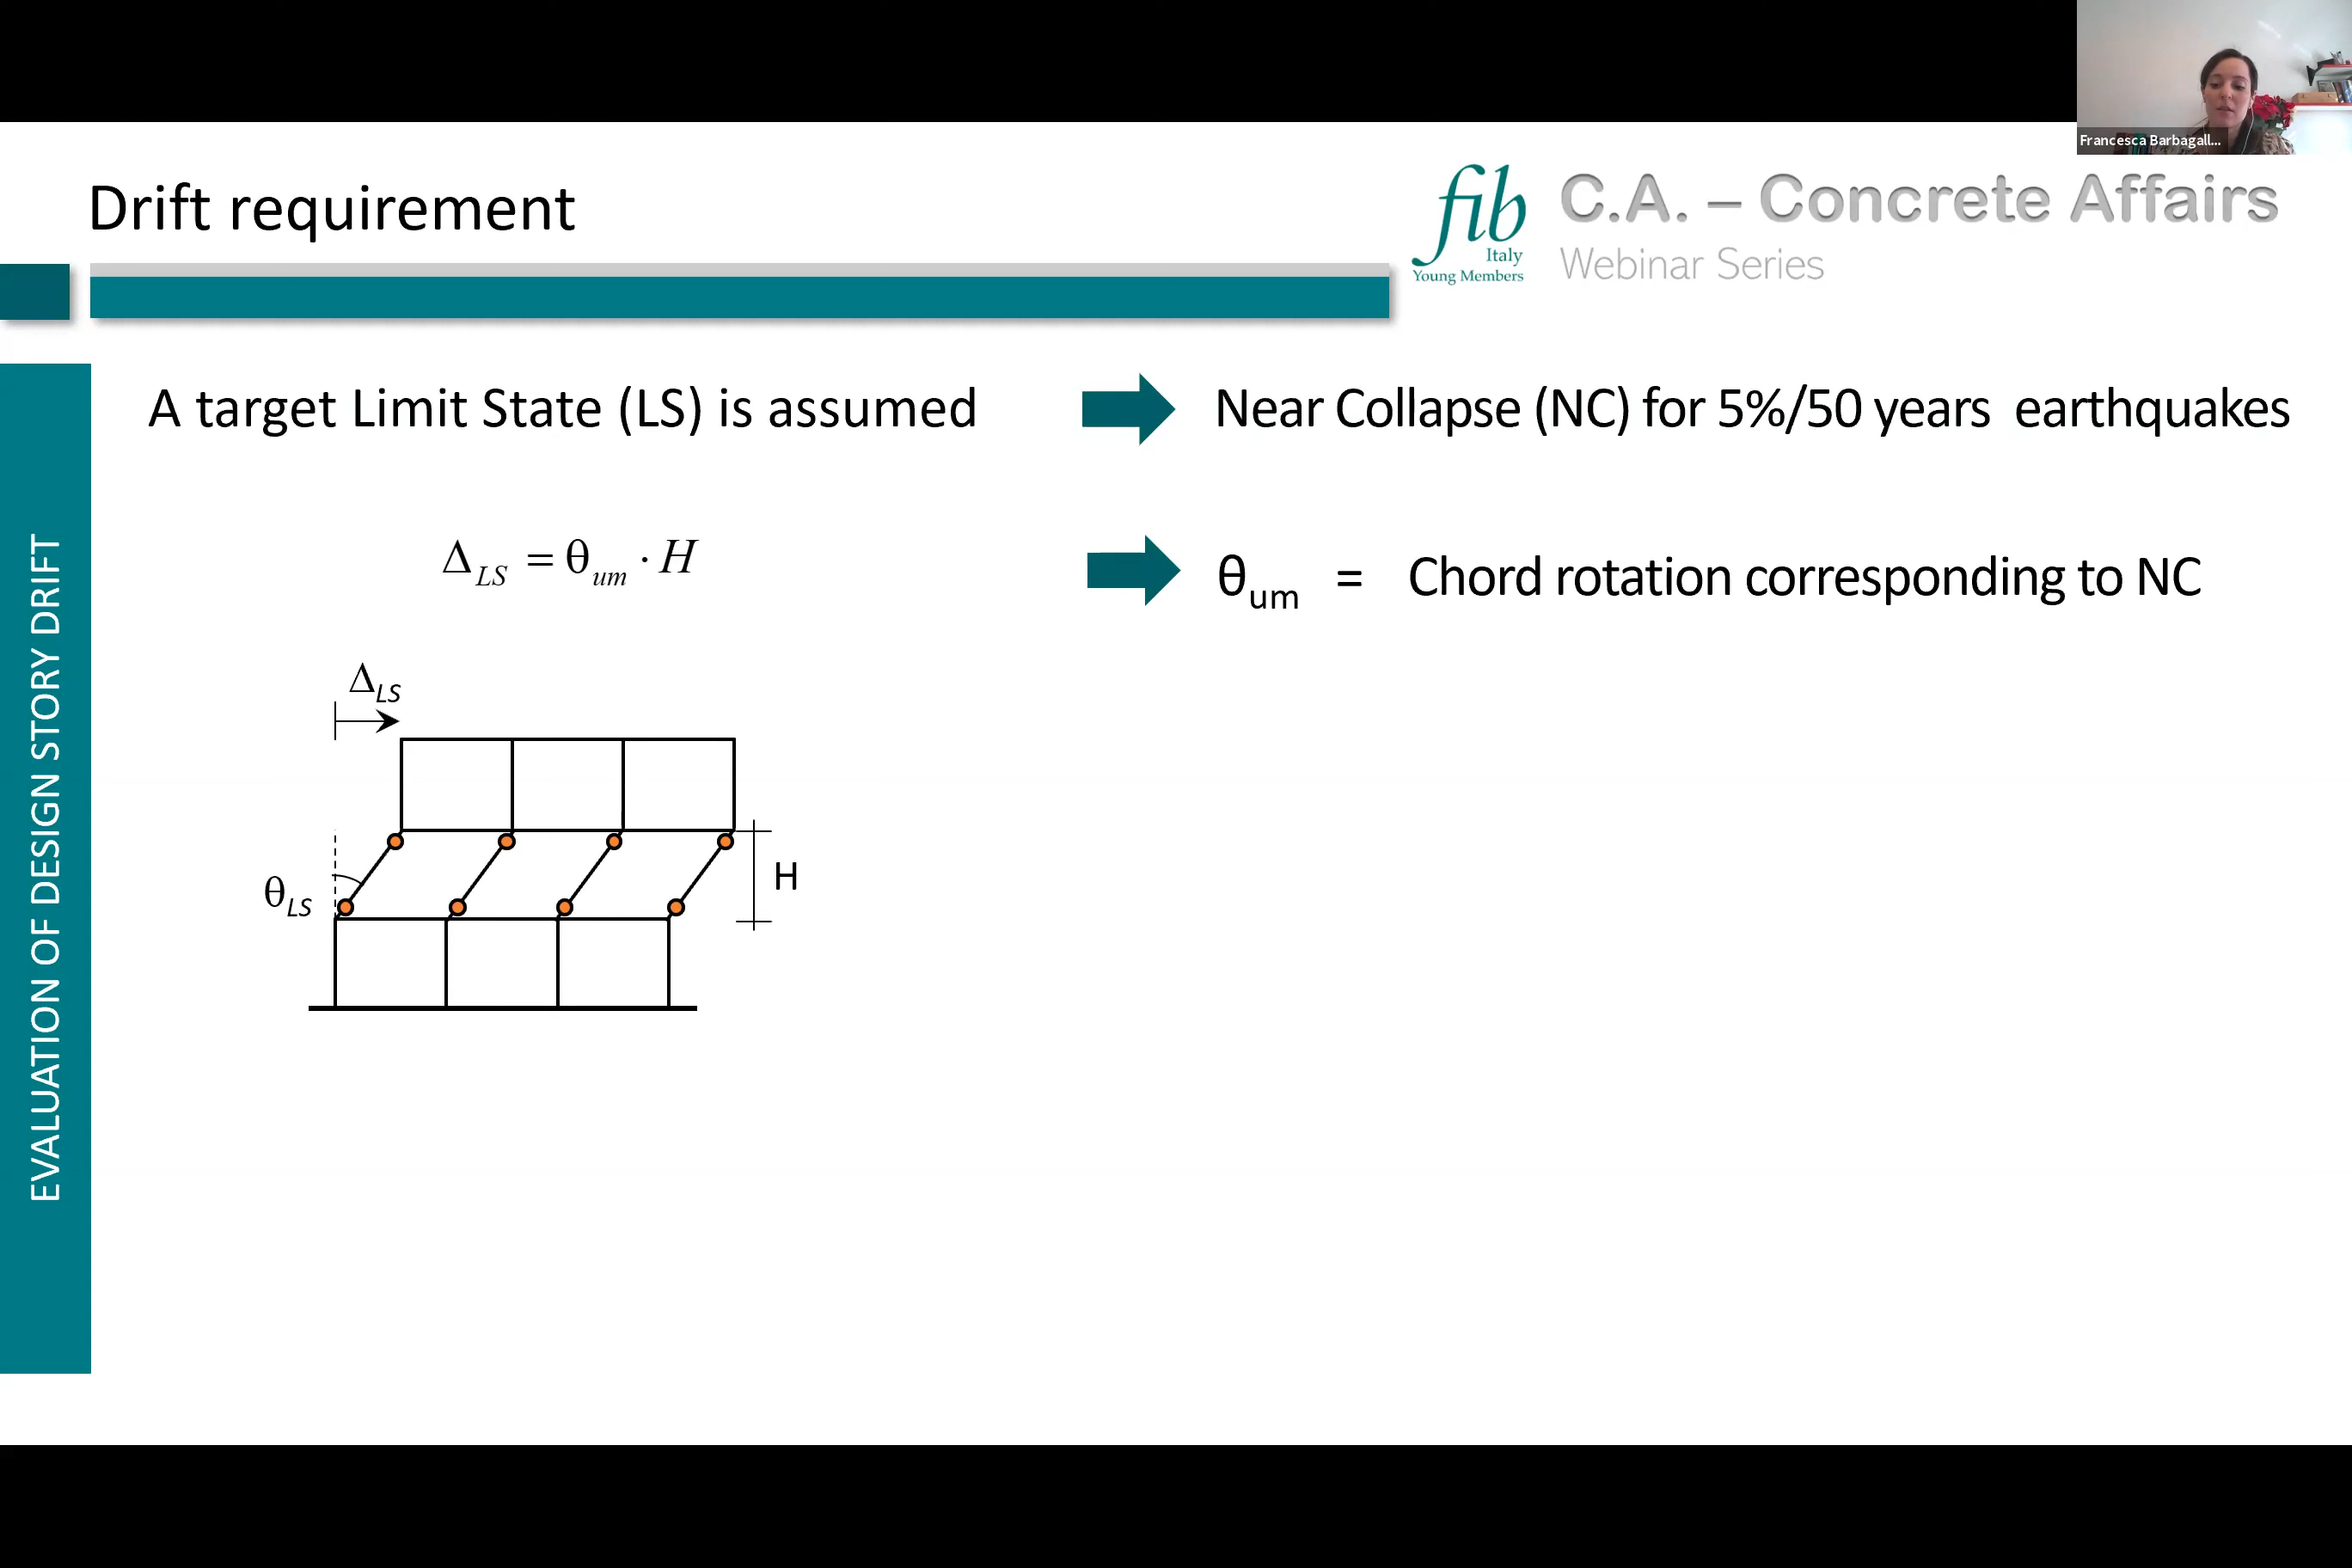 Francesca Barbagall...
Drift requirement
fib
Italy
Young Members
C.A. – Concrete Affairs
Webinar Series
EVALUATION OF DESIGN STORY DRIFT
A target Limit State (LS) is assumed
Near Collapse (NC) for 5%/50 years earthquakes
Δ_LS = θ_um · H
θ_um = Chord rotation corresponding to NC
Δ_LS
θ_LS
H